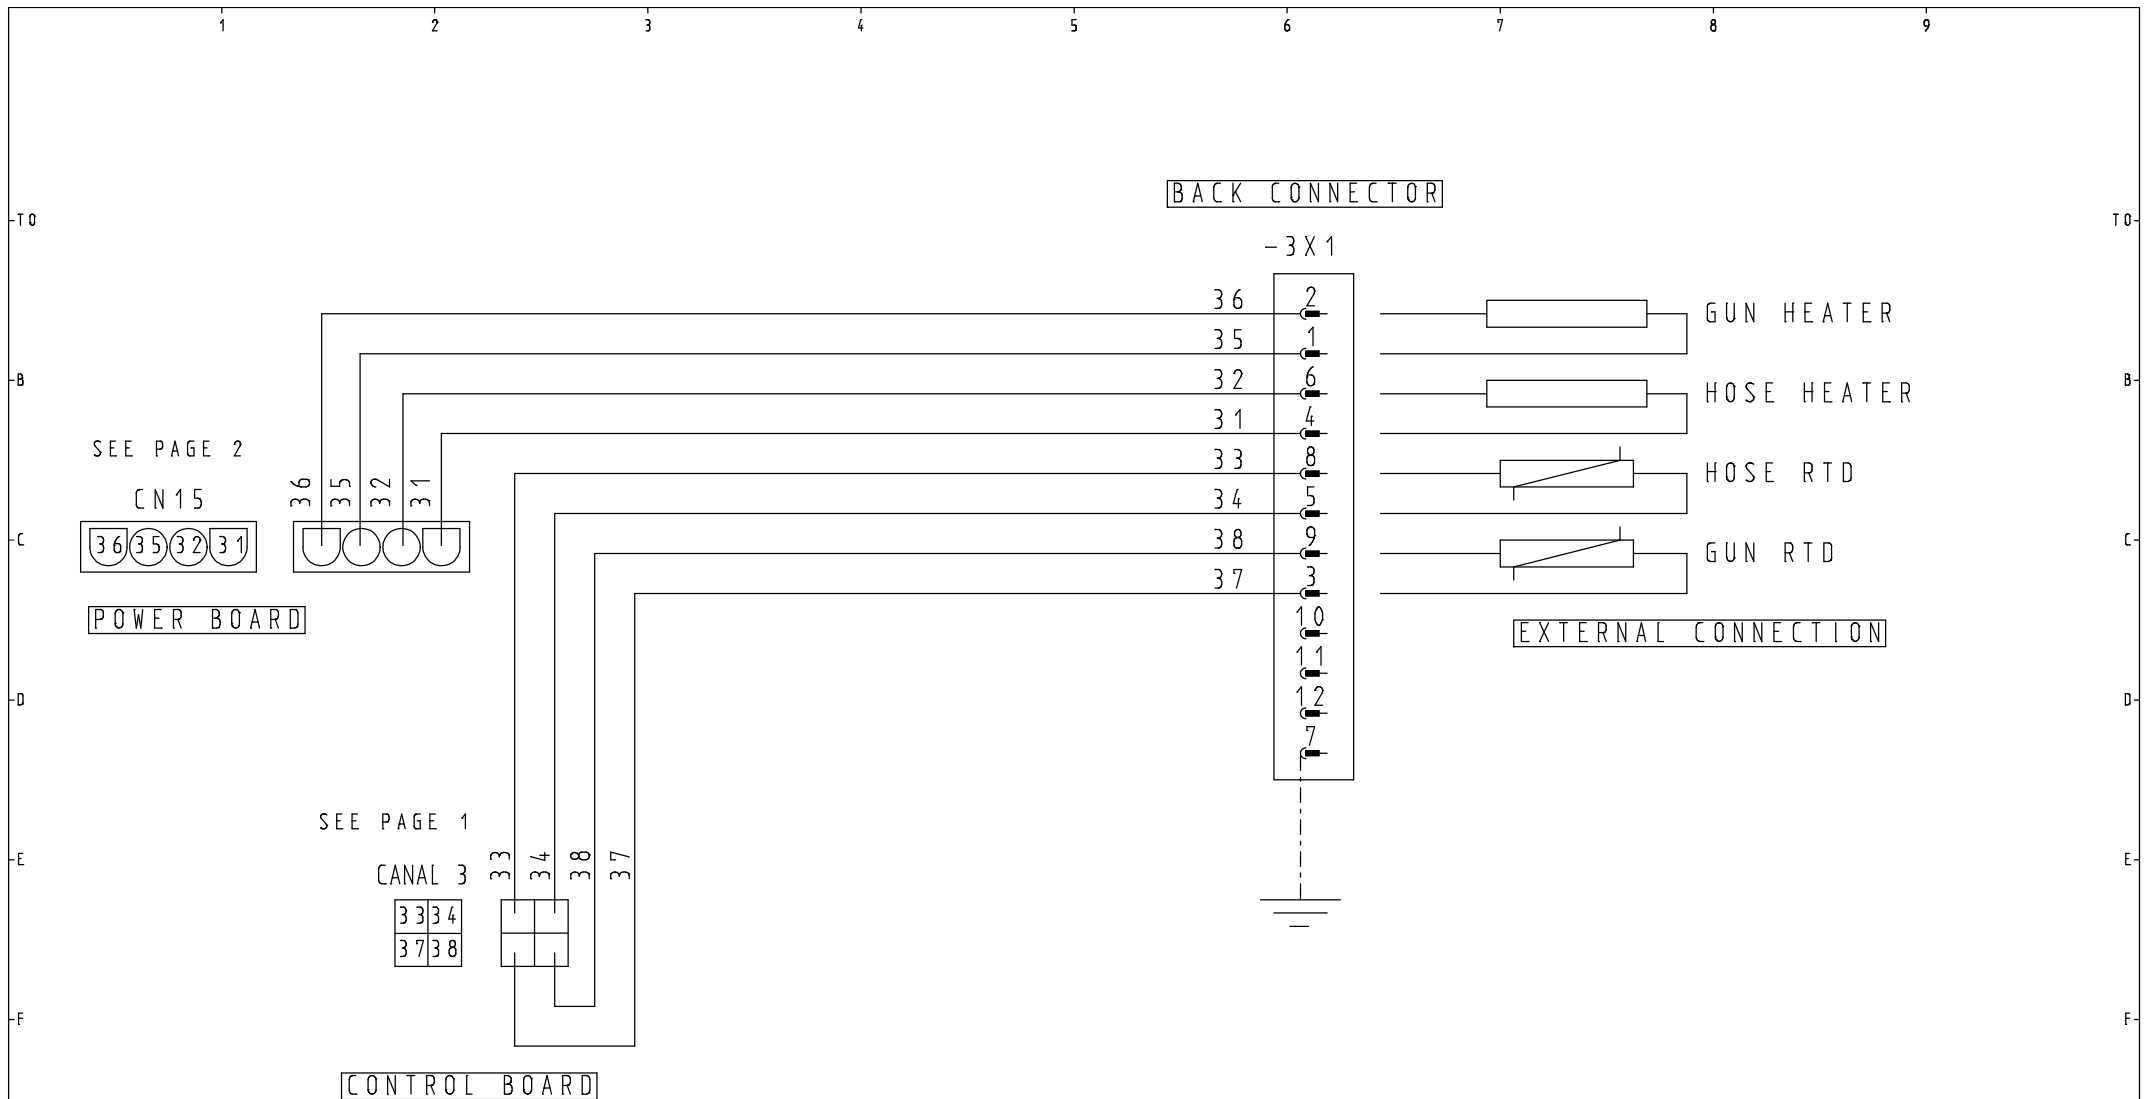 1 2 3 4 5 6 7 8 9
BACK CONNECTOR
TO TO
-3X1
36 2 GUN HEATER
35 1
B 32 6 HOSE HEATER B
31 4
SEE PAGE 2
33 8 HOSE RTD
CN15 36 35 32 31
34 5
36 35 32 31
C 38 9 GUN RTD C
37 3
POWER BOARD
10
EXTERNAL CONNECTION
11
D 12 D
7
SEE PAGE 1
E 33 34 38 37 E
CANAL 3
33 34
37 38
F F
CONTROL BOARD